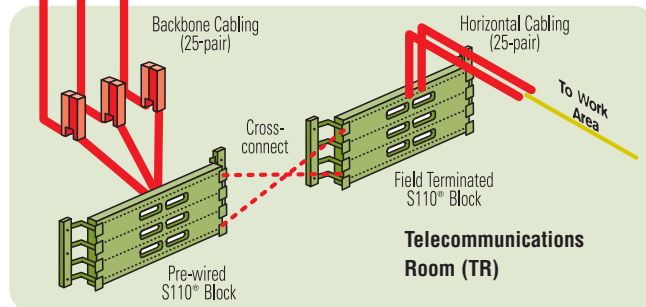 Backbone Cabling
(25-pair)
Horizontal Cabling
(25-pair)
To Work
Area
Cross-
connect
Field Terminated
S110® Block
Pre-wired
S110® Block
Telecommunications
Room (TR)